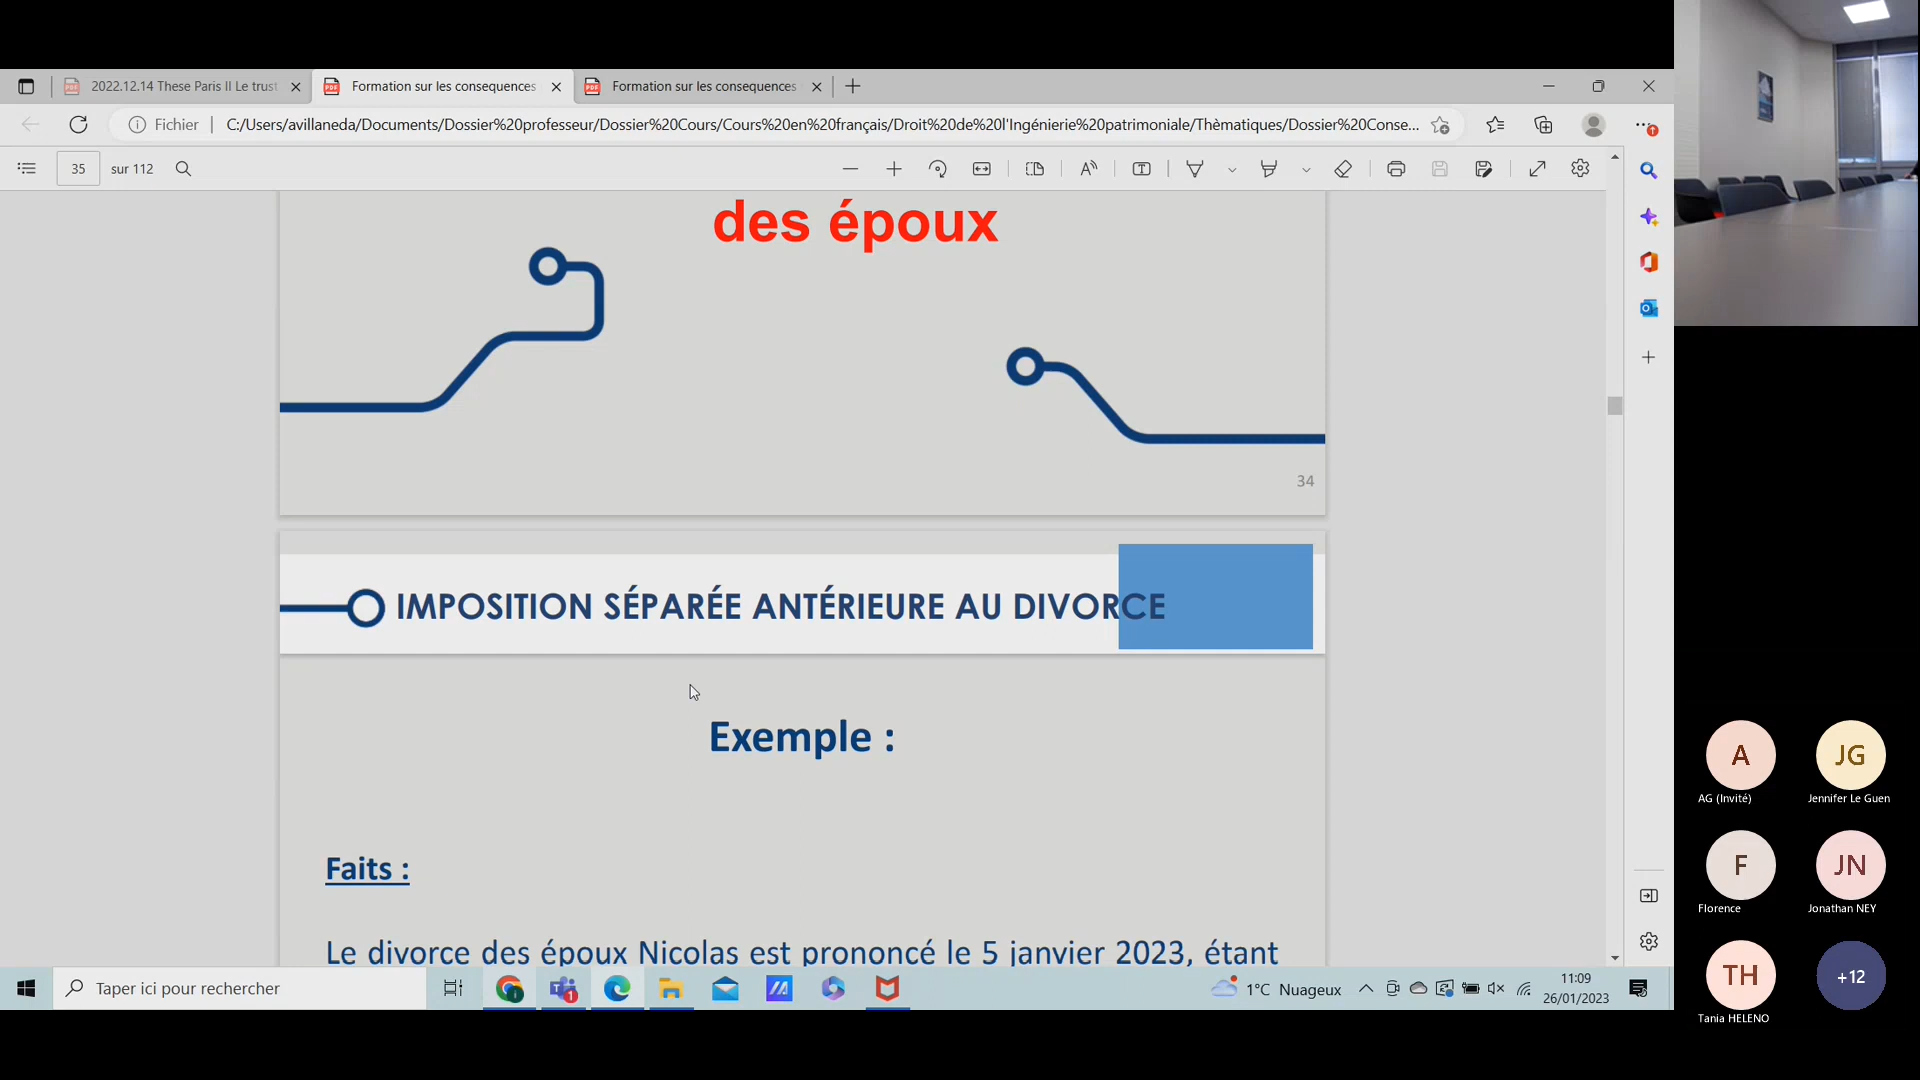 2022.12.14 These Paris II Le trust
Formation sur les consequences
Formation sur les consequences
Fichier
C:/Users/avillaneda/Documents/Dossier%20professeur/Dossier%20Cours/Cours%20en%20français/Droit%20de%20l'Ingénierie%20patrimoniale/Thèmatiques/Dossier%20Conse...
35 sur 112
des époux
34
IMPOSITION SÉPARÉE ANTÉRIEURE AU DIVORCE
Exemple :
Faits :
Le divorce des époux Nicolas est prononcé le 5 janvier 2023, étant
A
AG (Invité)
JG
Jennifer Le Guen
F
Florence
JN
Jonathan NEY
TH
Tania HELENO
+12
Taper ici pour rechercher
1
1°C Nuageux
11:09
26/01/2023